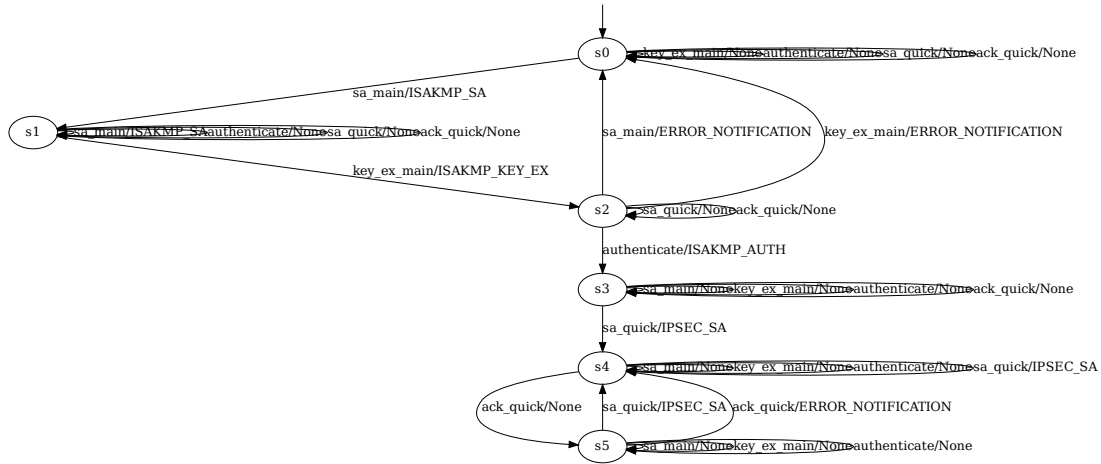 s0
key_ex_main/None
authenticate/None
sa_quick/None
ack_quick/None
sa_main/ISAKMP_SA
s1
sa_main/ISAKMP_SA
authenticate/None
sa_quick/None
ack_quick/None
sa_main/ERROR_NOTIFICATION
key_ex_main/ERROR_NOTIFICATION
key_ex_main/ISAKMP_KEY_EX
s2
sa_quick/None
ack_quick/None
authenticate/ISAKMP_AUTH
s3
sa_main/None
key_ex_main/None
authenticate/None
ack_quick/None
sa_quick/IPSEC_SA
s4
sa_main/None
key_ex_main/None
authenticate/None
sa_quick/IPSEC_SA
ack_quick/None
sa_quick/IPSEC_SA
ack_quick/ERROR_NOTIFICATION
s5
sa_main/None
key_ex_main/None
authenticate/None